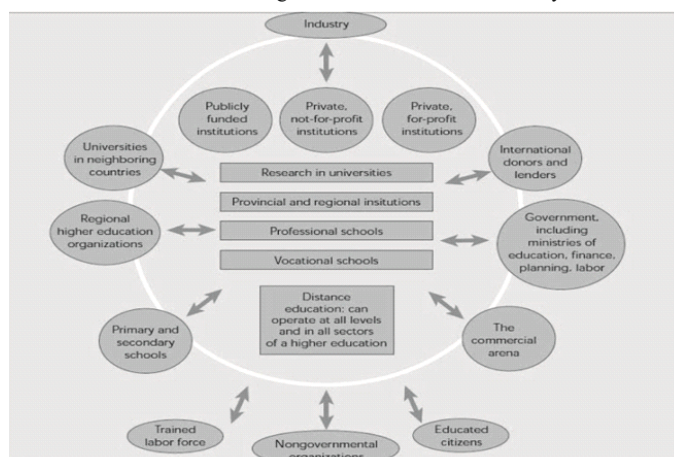 Industry
Publicly
funded
institutions
Private,
not-for-profit
institutions
Private,
for-profit
institutions
Universities
in neighboring
countries
International
donors and
lenders
Research in universities
Provincial and regional insitutions
Professional schools
Vocational schools
Regional
higher education
organizations
Government,
including
ministries of
education, finance,
planning, labor
Distance
education: can
operate at all levels
and in all sectors
of a higher education
Primary and
secondary
schools
The
commercial
arena
Trained
labor force
Nongovernmental
organizations
Educated
citizens